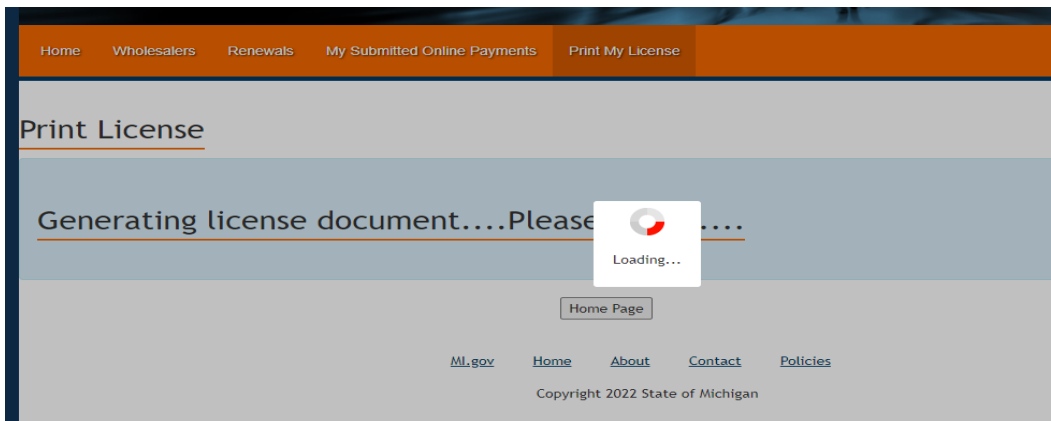 Home Wholesalers Renewals My Submitted Online Payments Print My License
Print License
Generating license document....Please ....
Loading...
Home Page
MI.gov Home About Contact Policies
Copyright 2022 State of Michigan